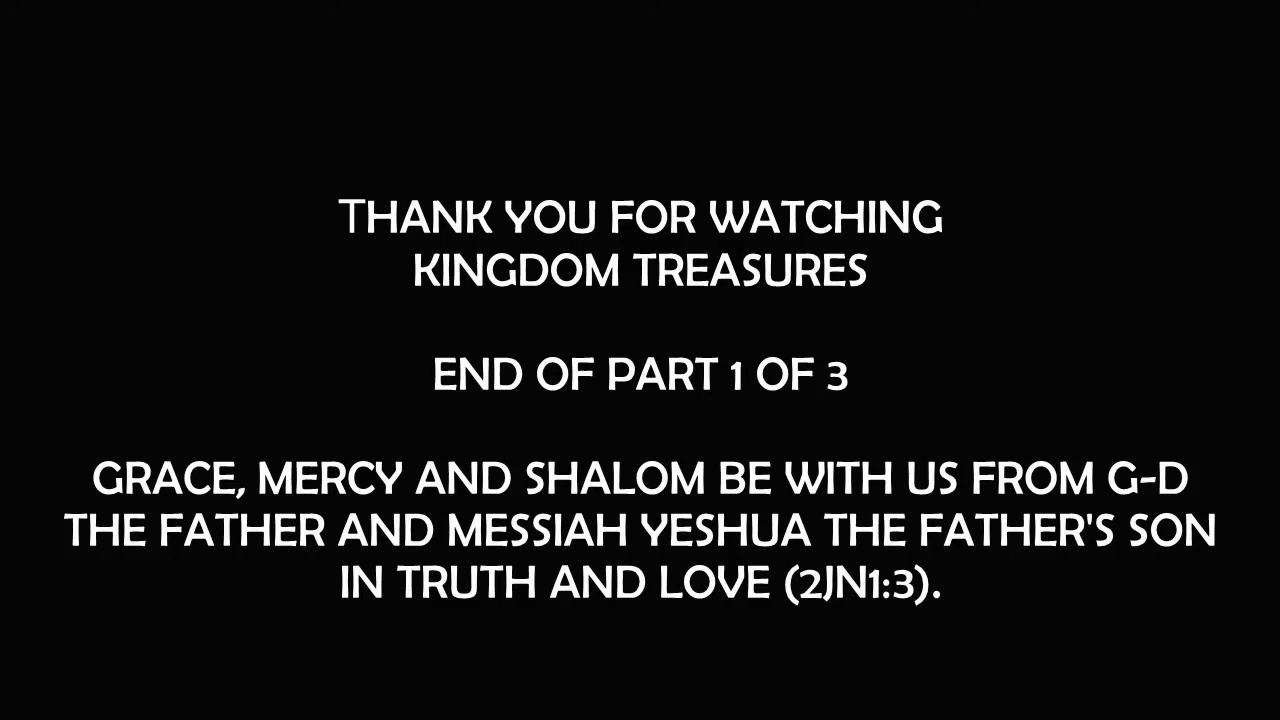 THANK YOU FOR WATCHING
KINGDOM TREASURES
END OF PART 1 OF 3
GRACE, MERCY AND SHALOM BE WITH US FROM G-D
THE FATHER AND MESSIAH YESHUA THE FATHER'S SON
IN TRUTH AND LOVE (2JN1:3).